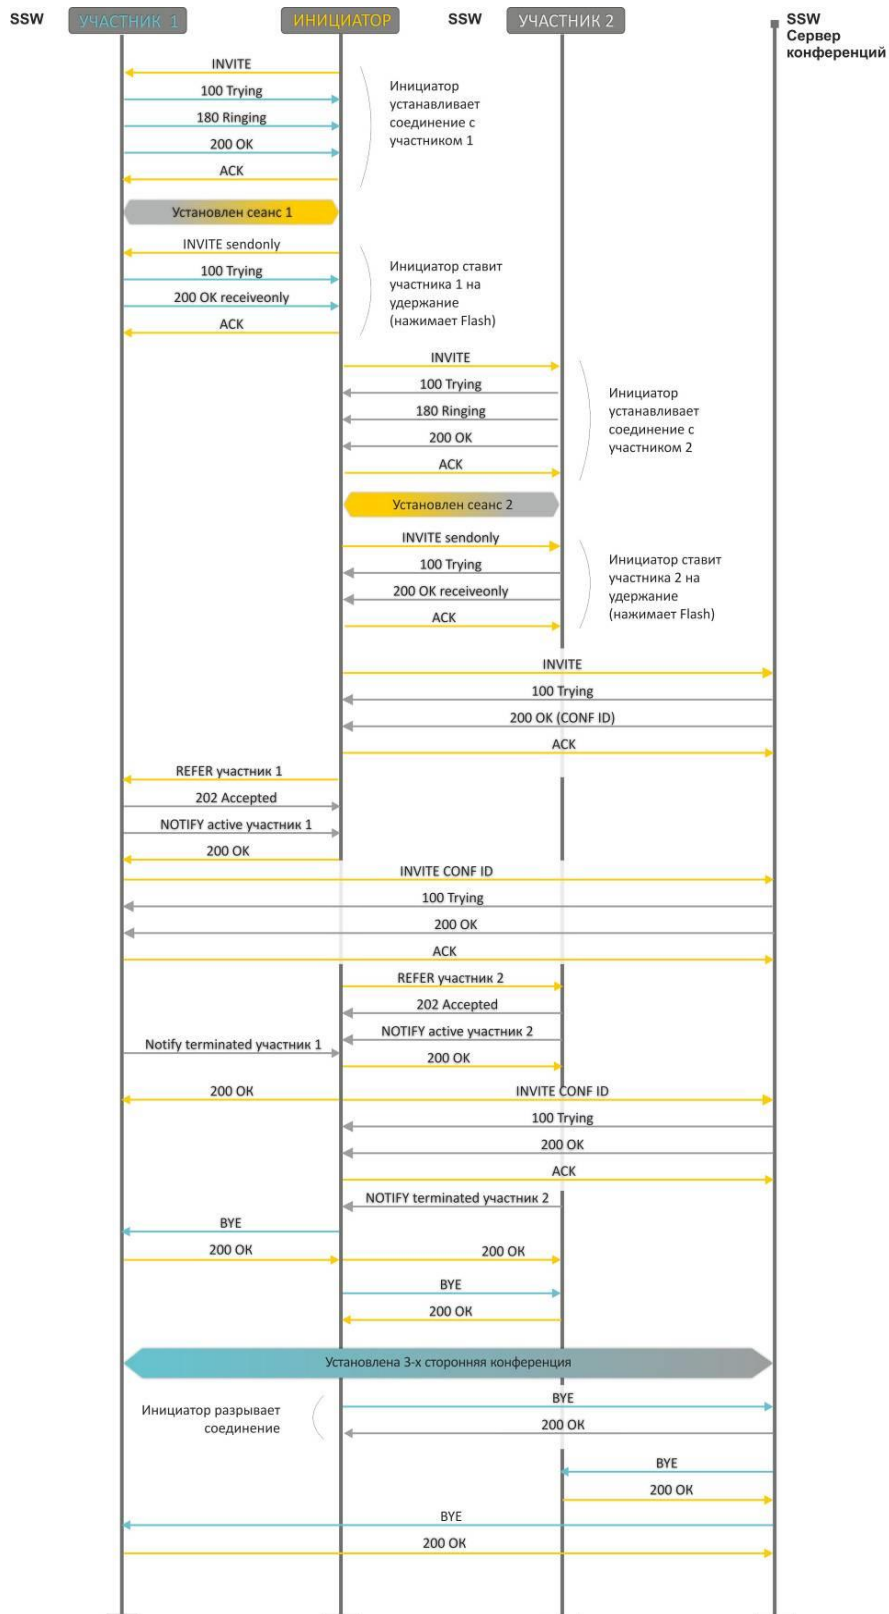 SSW
УЧАСТНИК 1
ИНИЦИАТОР
SSW
УЧАСТНИК 2
SSW
Сервер
конференций
INVITE
100 Trying
180 Ringing
200 OK
ACK
Инициатор
устанавливает
соединение с
участником 1
Установлен сеанс 1
INVITE sendonly
100 Trying
200 OK receiveonly
ACK
Инициатор ставит
участника 1 на
удержание
(нажимает Flash)
INVITE
100 Trying
180 Ringing
200 OK
ACK
Инициатор
устанавливает
соединение с
участником 2
Установлен сеанс 2
INVITE sendonly
100 Trying
200 OK receiveonly
ACK
Инициатор ставит
участника 2 на
удержание
(нажимает Flash)
INVITE
100 Trying
200 OK (CONF ID)
ACK
REFER участник 1
202 Accepted
NOTIFY active участник 1
200 OK
INVITE CONF ID
100 Trying
200 OK
ACK
REFER участник 2
202 Accepted
NOTIFY active участник 2
Notify terminated участник 1
200 OK
200 OK
INVITE CONF ID
100 Trying
200 OK
ACK
NOTIFY terminated участник 2
BYE
200 OK
200 OK
BYE
200 OK
Установлена 3-х сторонняя конференция
BYE
Инициатор разрывает
соединение
200 OK
BYE
200 OK
BYE
200 OK